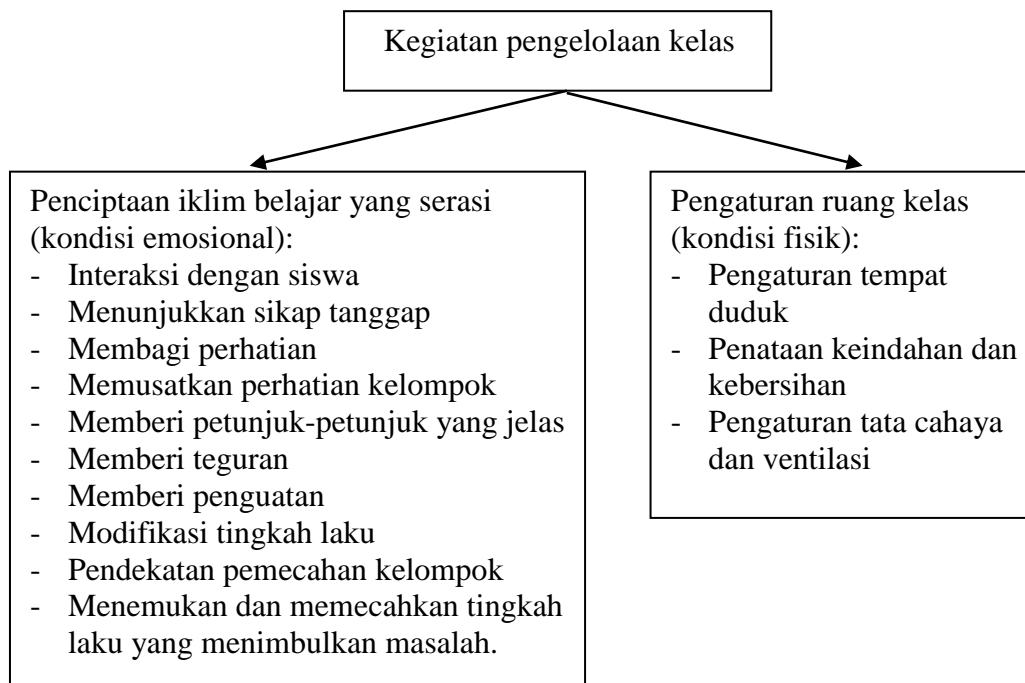 Kegiatan pengelolaan kelas
Penciptaan iklim belajar yang serasi
(kondisi emosional):
- Interaksi dengan siswa
- Menunjukkan sikap tanggap
- Membagi perhatian
- Memusatkan perhatian kelompok
- Memberi petunjuk-petunjuk yang jelas
- Memberi teguran
- Memberi penguatan
- Modifikasi tingkah laku
- Pendekatan pemecahan kelompok
- Menemukan dan memecahkan tingkah
laku yang menimbulkan masalah.
Pengaturan ruang kelas
(kondisi fisik):
- Pengaturan tempat
duduk
- Penataan keindahan dan
kebersihan
- Pengaturan tata cahaya
dan ventilasi